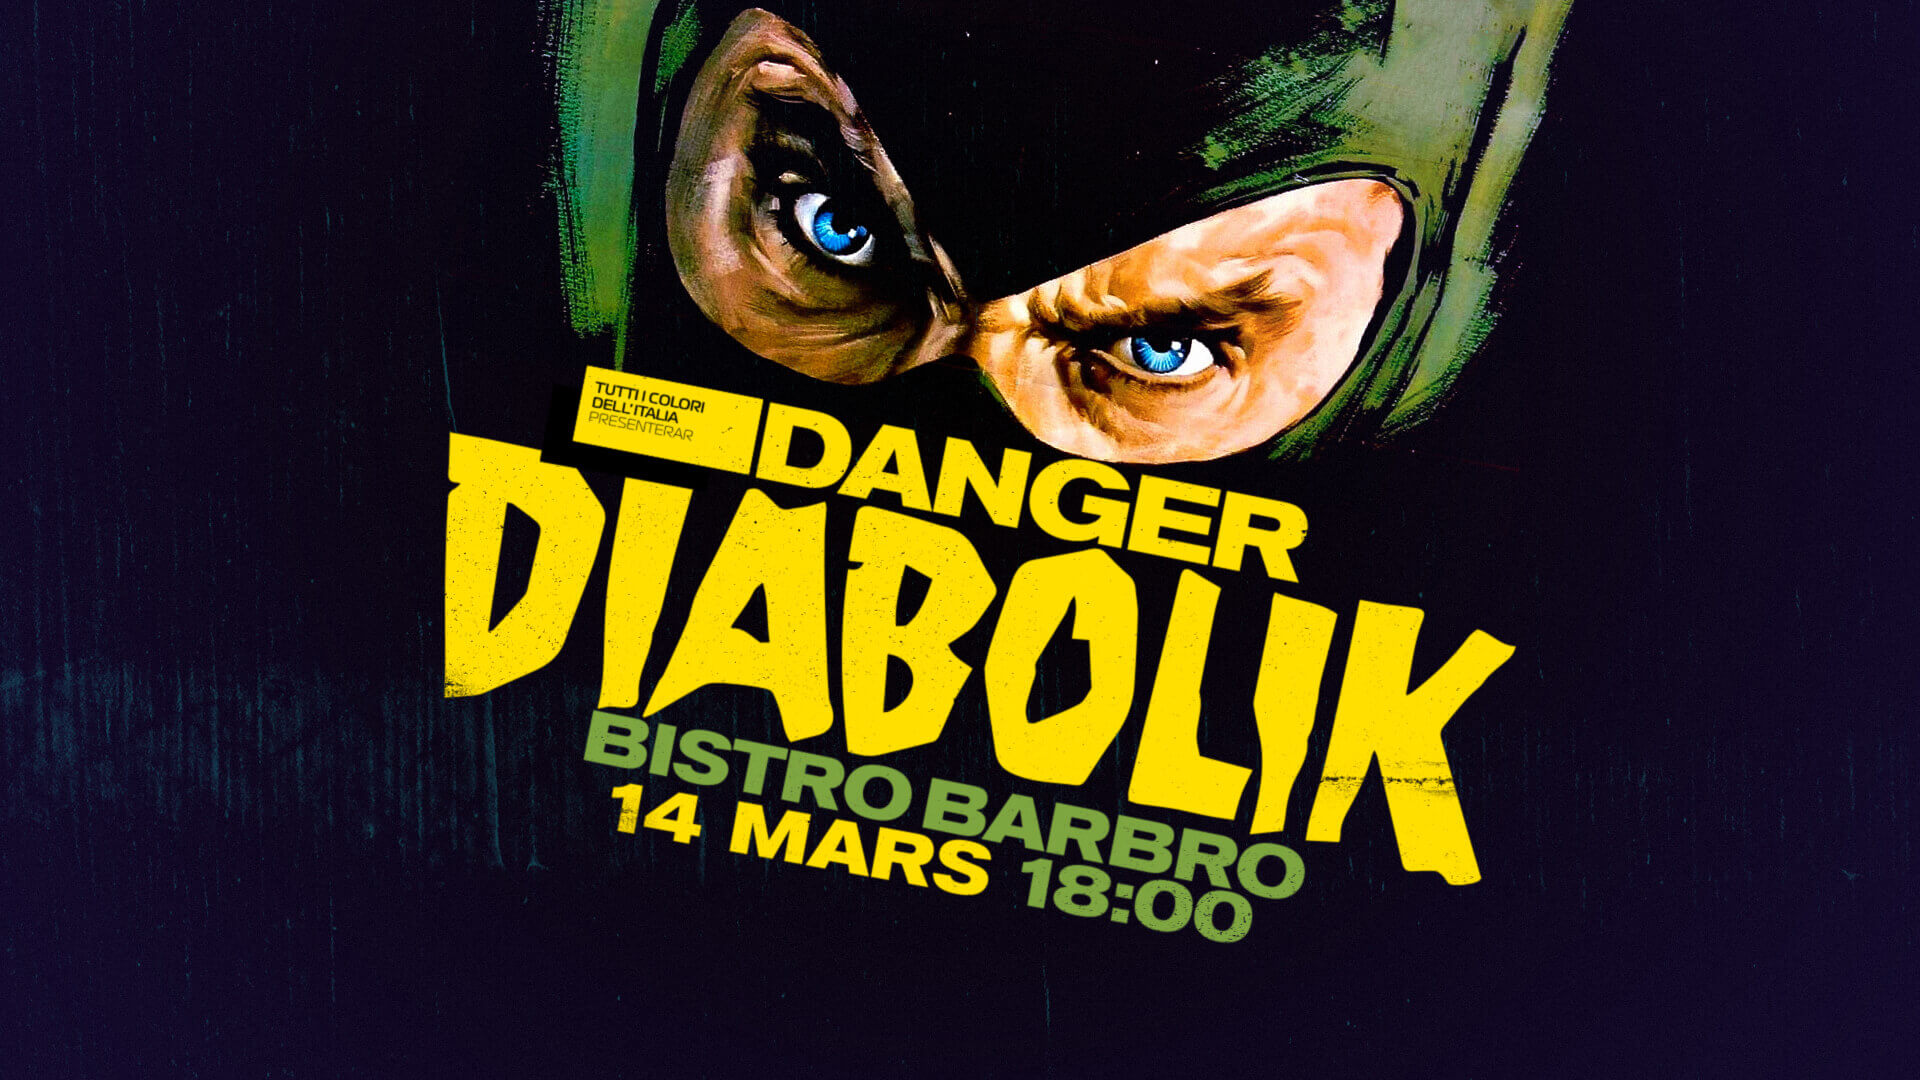 TUTTI I COLORI
DELL'ITALIA
PRESENTERAR
DANGER
DIABOLIK
BISTRO BARBRO
14 MARS 18:00